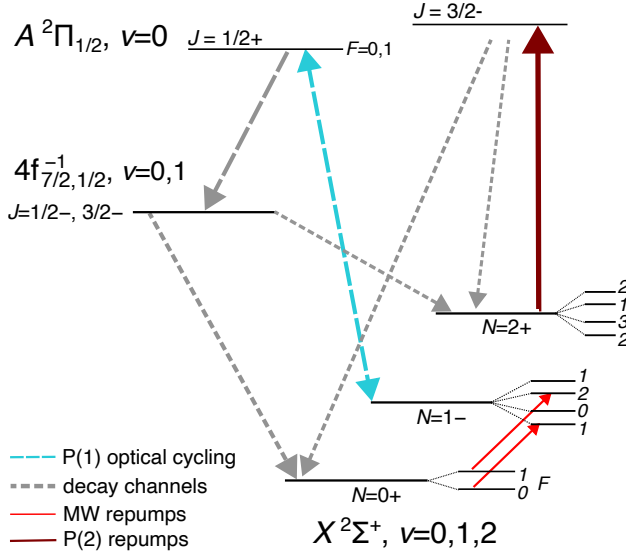 A ²Π₁/₂, v=0
J = 1/2+
F=0,1
J = 3/2-
4f⁻¹₇/₂,₁/₂, v=0,1
J=1/2−, 3/2−
N=2+
2
1
3
2
N=1−
1
2
0
1
N=0+
1
0
F
P(1) optical cycling
decay channels
MW repumps
P(2) repumps
X ²Σ⁺, v=0,1,2